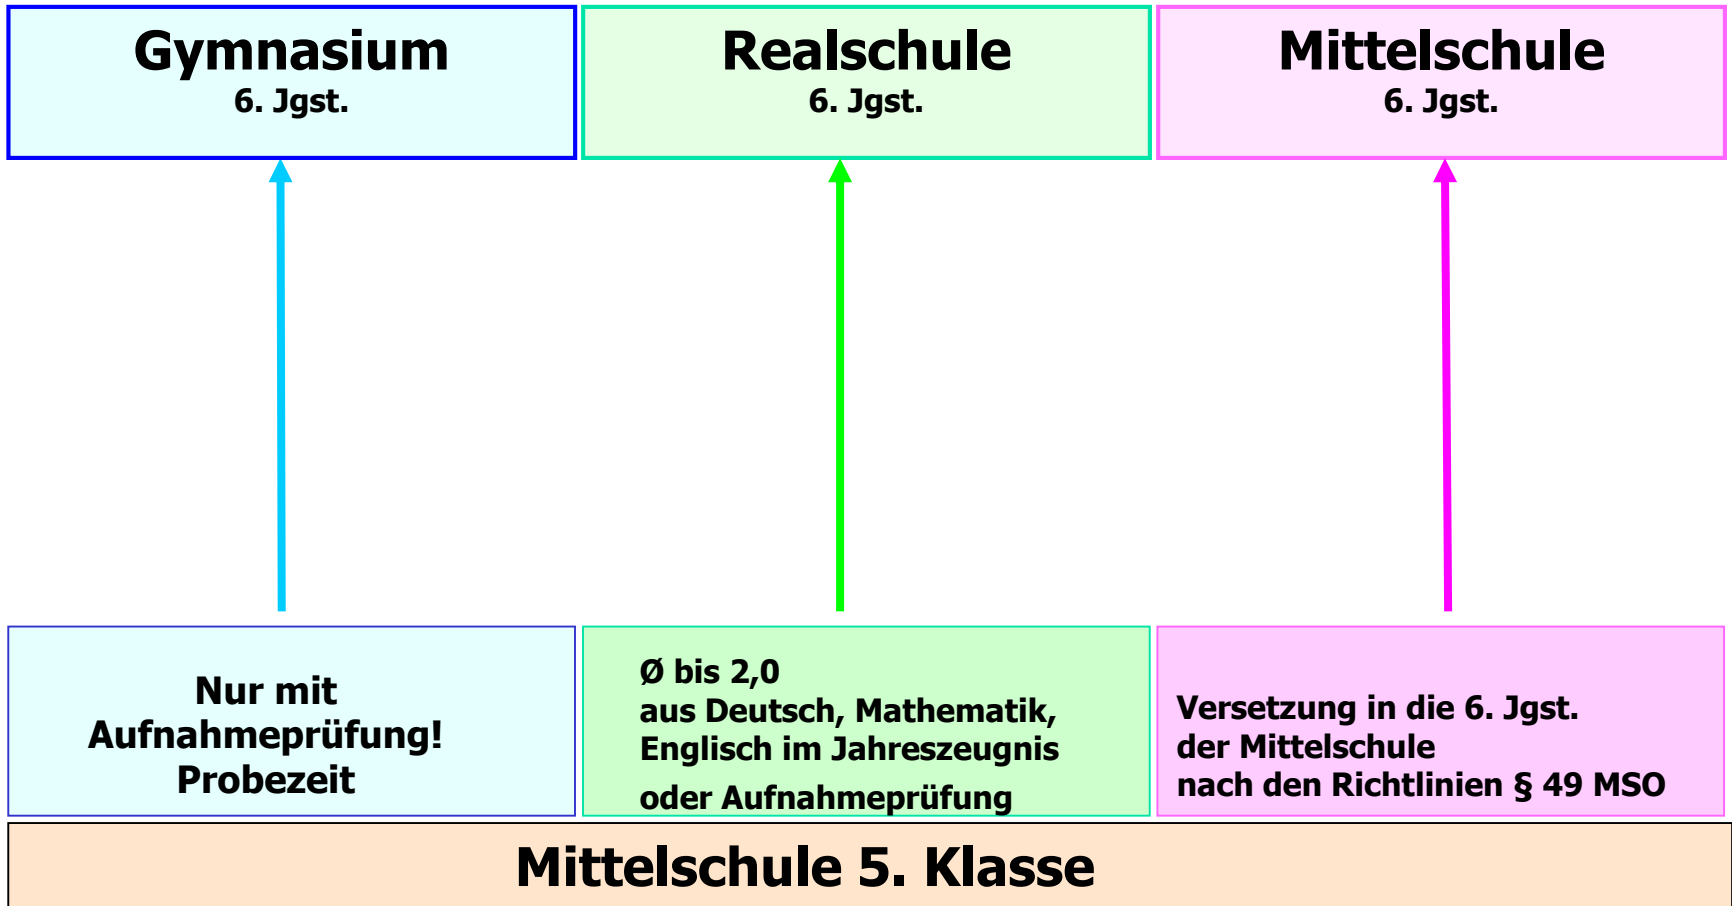 Gymnasium
6. Jgst.
Realschule
6. Jgst.
Mittelschule
6. Jgst.
Nur mit
Aufnahmeprüfung!
Probezeit
Ø bis 2,0
aus Deutsch, Mathematik,
Englisch im Jahreszeugnis
oder Aufnahmeprüfung
Versetzung in die 6. Jgst.
der Mittelschule
nach den Richtlinien § 49 MSO
Mittelschule 5. Klasse